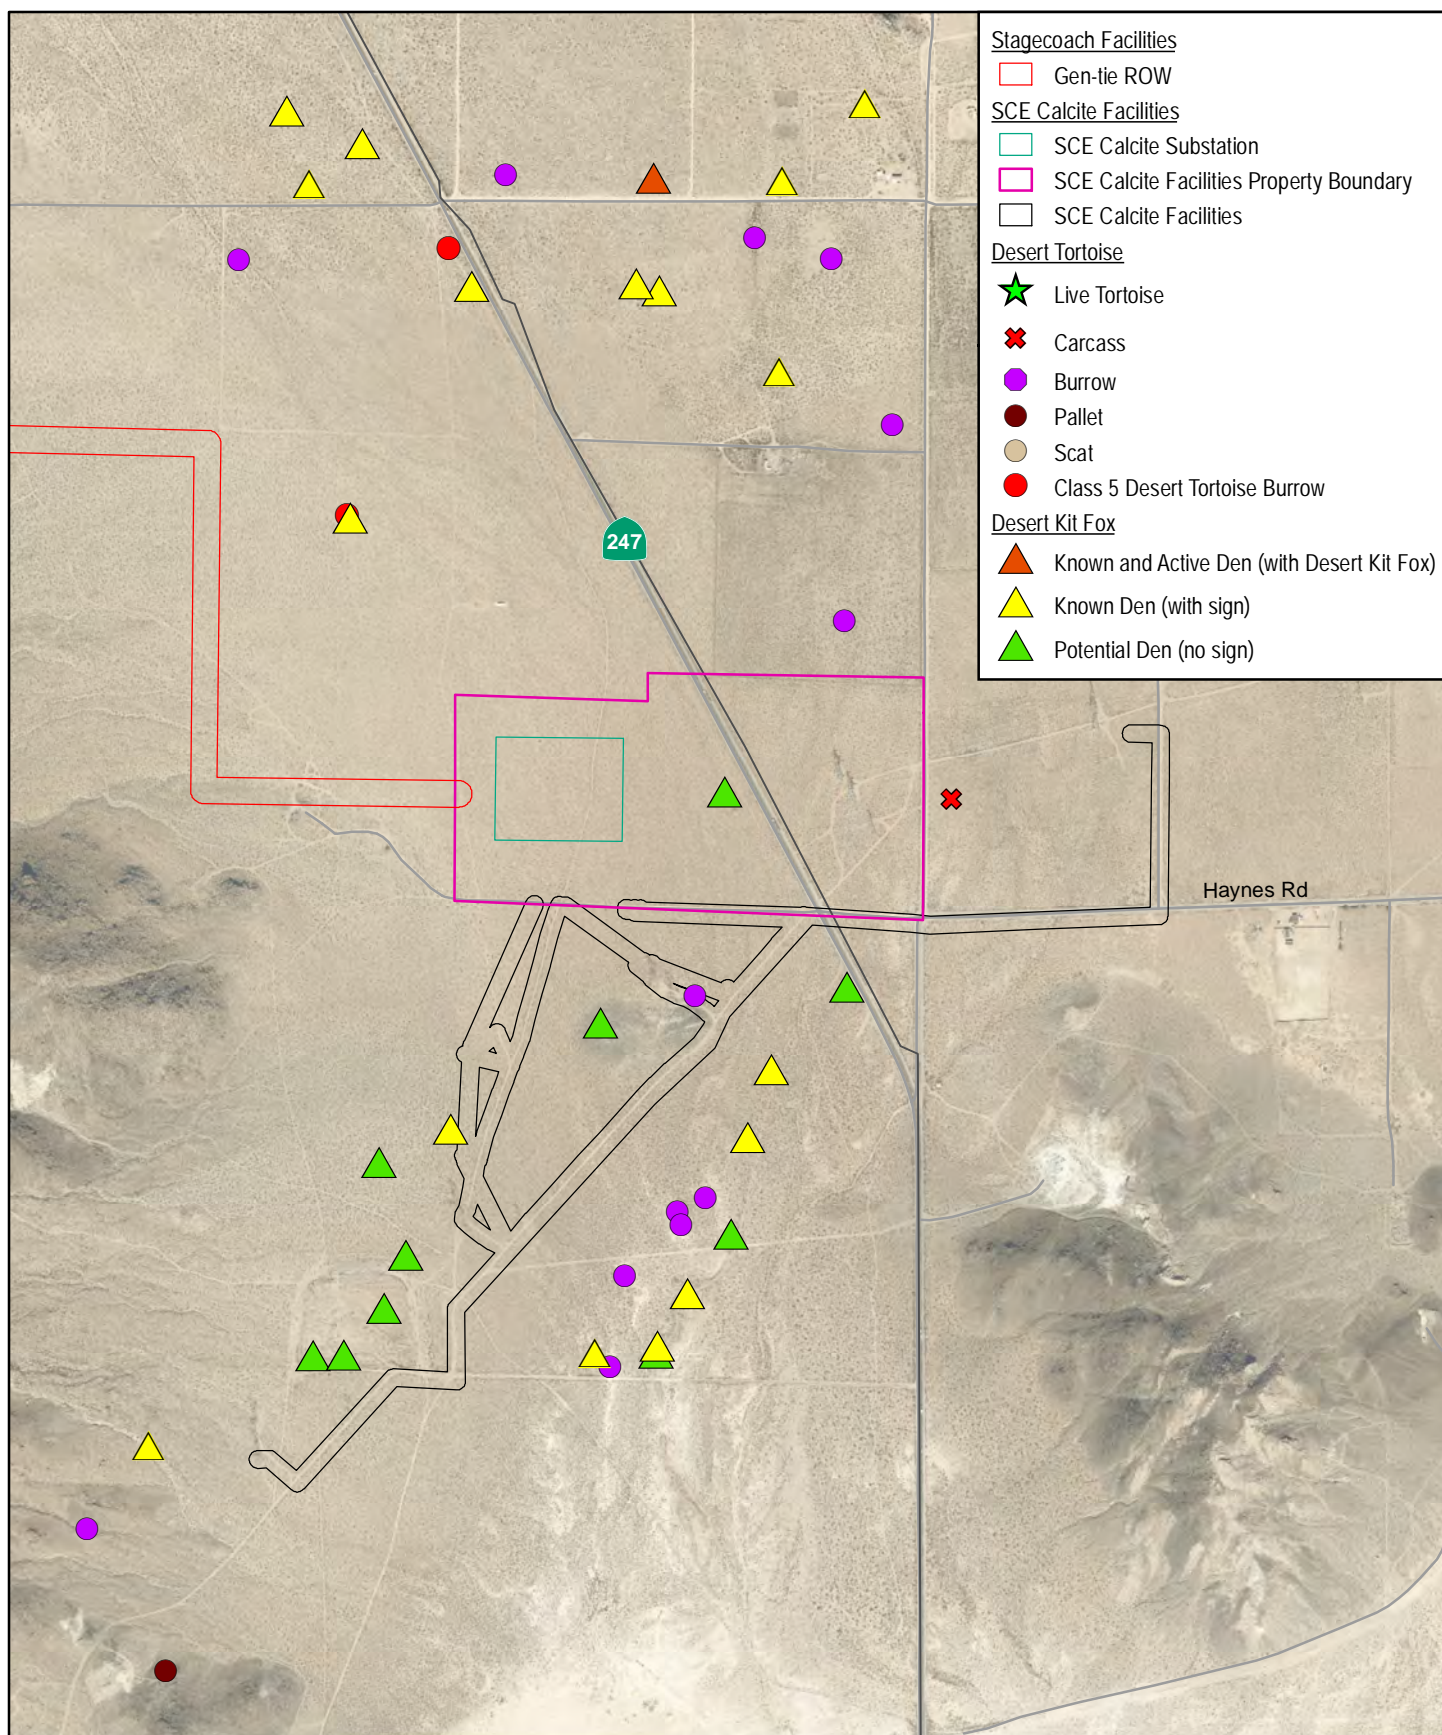 Stagecoach Facilities
Gen-tie ROW
SCE Calcite Facilities
SCE Calcite Substation
SCE Calcite Facilities Property Boundary
SCE Calcite Facilities
Desert Tortoise
Live Tortoise
Carcass
Burrow
Pallet
Scat
Class 5 Desert Tortoise Burrow
Desert Kit Fox
Known and Active Den (with Desert Kit Fox)
Known Den (with sign)
Potential Den (no sign)
247
Haynes Rd